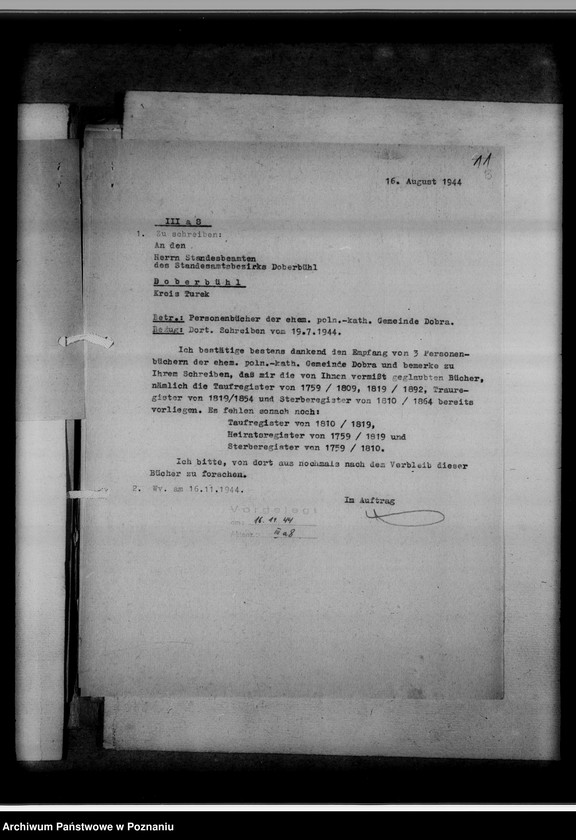 11
8
16. August 1944
III a 8
1. Zu schreiben:
An den
Herrn Standesbeamten
des Standesamtsbezirks Doberbühl
D o b e r b ü h l
Kreis Turek
Betr.: Personenbücher der ehem. poln.-kath. Gemeinde Dobra.
Bezug: Dort. Schreiben vom 19.7.1944.
Ich bestätige bestens dankend den Empfang von 3 Personen-
büchern der ehem. poln.-kath. Gemeinde Dobra und bemerke zu
Ihrem Schreiben, daß mir die von Ihnen vermißt geglaubten Bücher,
nämlich die Taufregister von 1759 / 1809, 1819 / 1892, Traure-
gister von 1819/1854 und Sterberegister von 1810 / 1864 bereits
vorliegen. Es fehlen sonach noch:
Taufregister von 1810 / 1819,
Heiratsregister von 1759 / 1819 und
Sterberegister von 1759 / 1810.
Ich bitte, von dort aus nochmals nach dem Verbleib dieser
Bücher zu forschen.
2. Wv. am 16.11.1944.
Im Auftrag
Vorgelegt
am: 16. 11. 44
III a 8
Archiwum Państwowe w Poznaniu